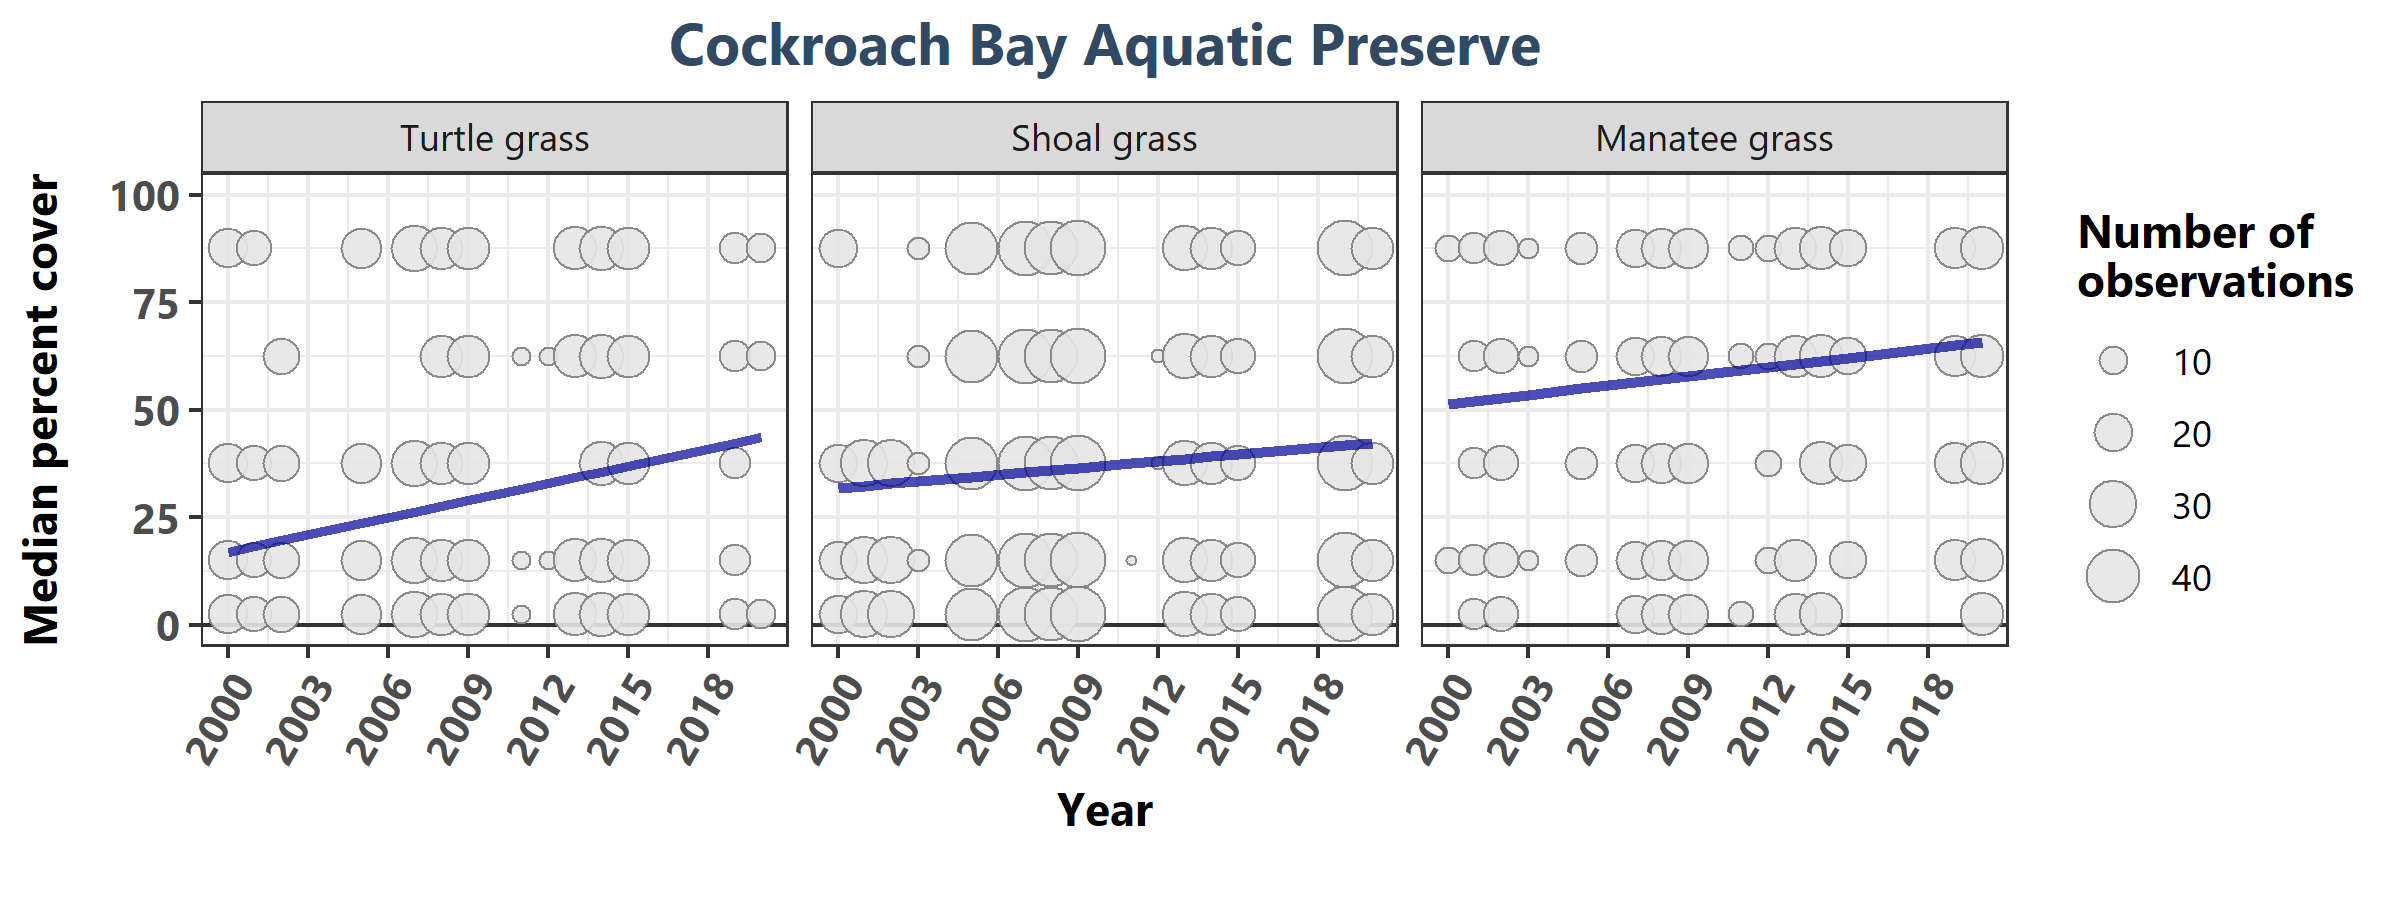 Cockroach Bay Aquatic Preserve
Turtle grass
Shoal grass
Manatee grass
Median percent cover
100
75
50
25
0
2000 2003 2006 2009 2012 2015 2018
2000 2003 2006 2009 2012 2015 2018
2000 2003 2006 2009 2012 2015 2018
Year
Number of
observations
10
20
30
40